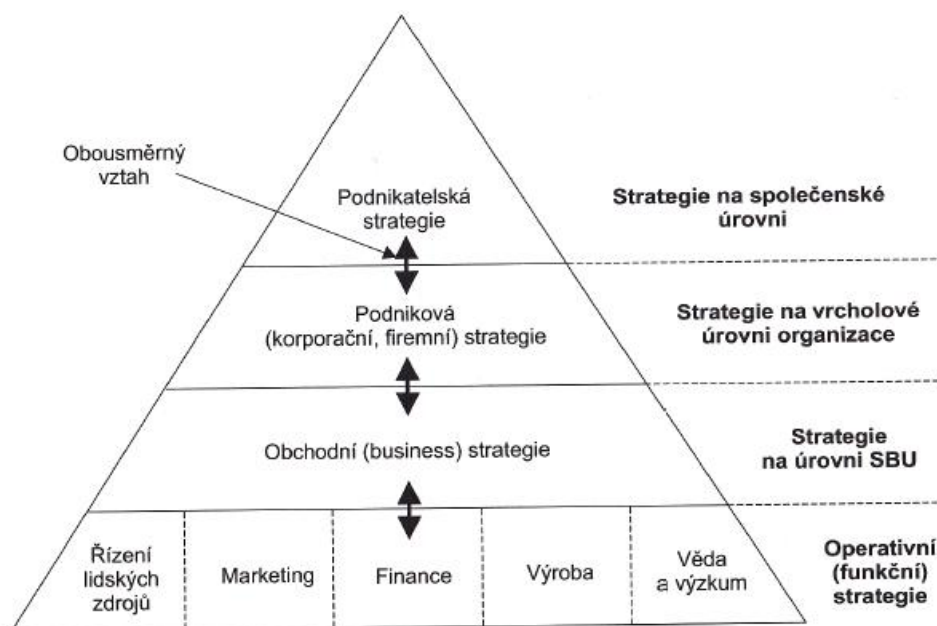 Obousměrný
vztah
Podnikatelská
strategie
Strategie na společenské
úrovni
Podniková
(korporační, firemní) strategie
Strategie na vrcholové
úrovni organizace
Obchodní (business) strategie
Strategie
na úrovni SBU
Řízení
lidských
zdrojů
Marketing
Finance
Výroba
Věda
a výzkum
Operativní
(funkční)
strategie